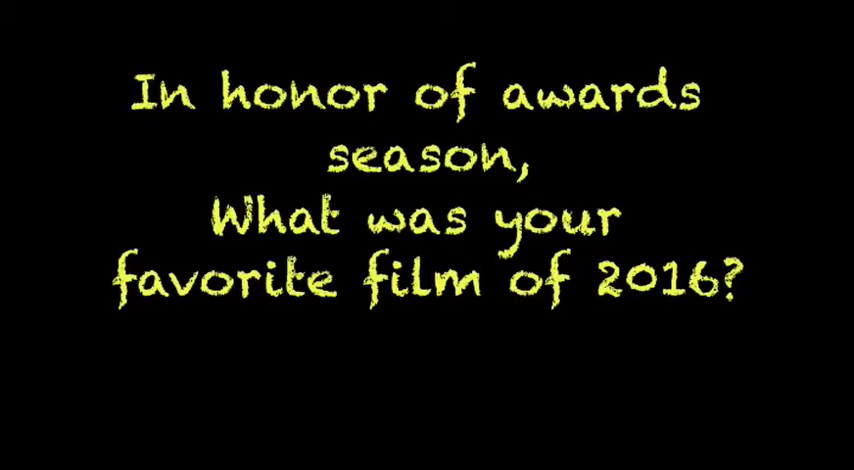 In honor of awards
season,
What was your
favorite film of 2016?